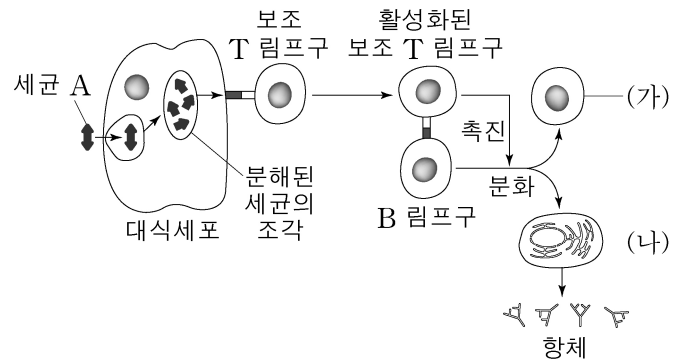 보조
T 림프구
활성화된
보조 T 림프구
세균 A
(가)
촉진
분해된
세균의
조각
분화
대식세포
B 림프구
(나)
항체